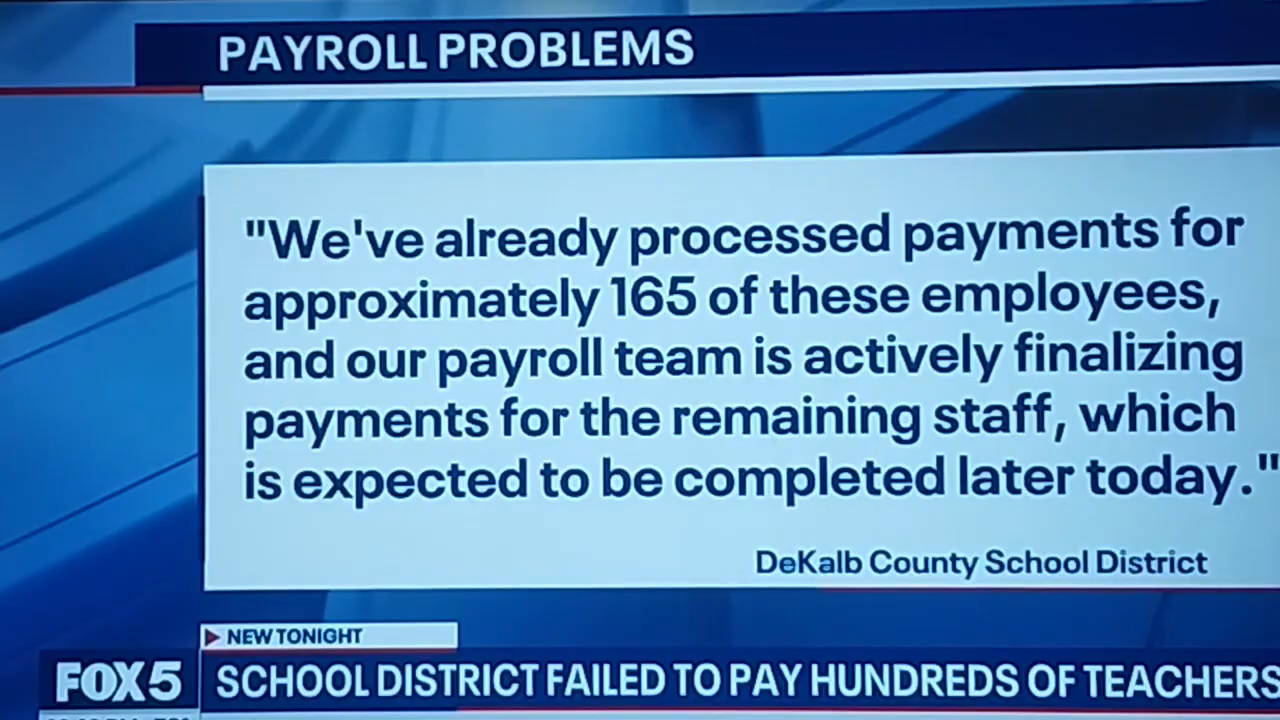 PAYROLL PROBLEMS
"We've already processed payments for
approximately 165 of these employees,
and our payroll team is actively finalizing
payments for the remaining staff, which
is expected to be completed later today."
DeKalb County School District
NEW TONIGHT
FOX 5
SCHOOL DISTRICT FAILED TO PAY HUNDREDS OF TEACHERS